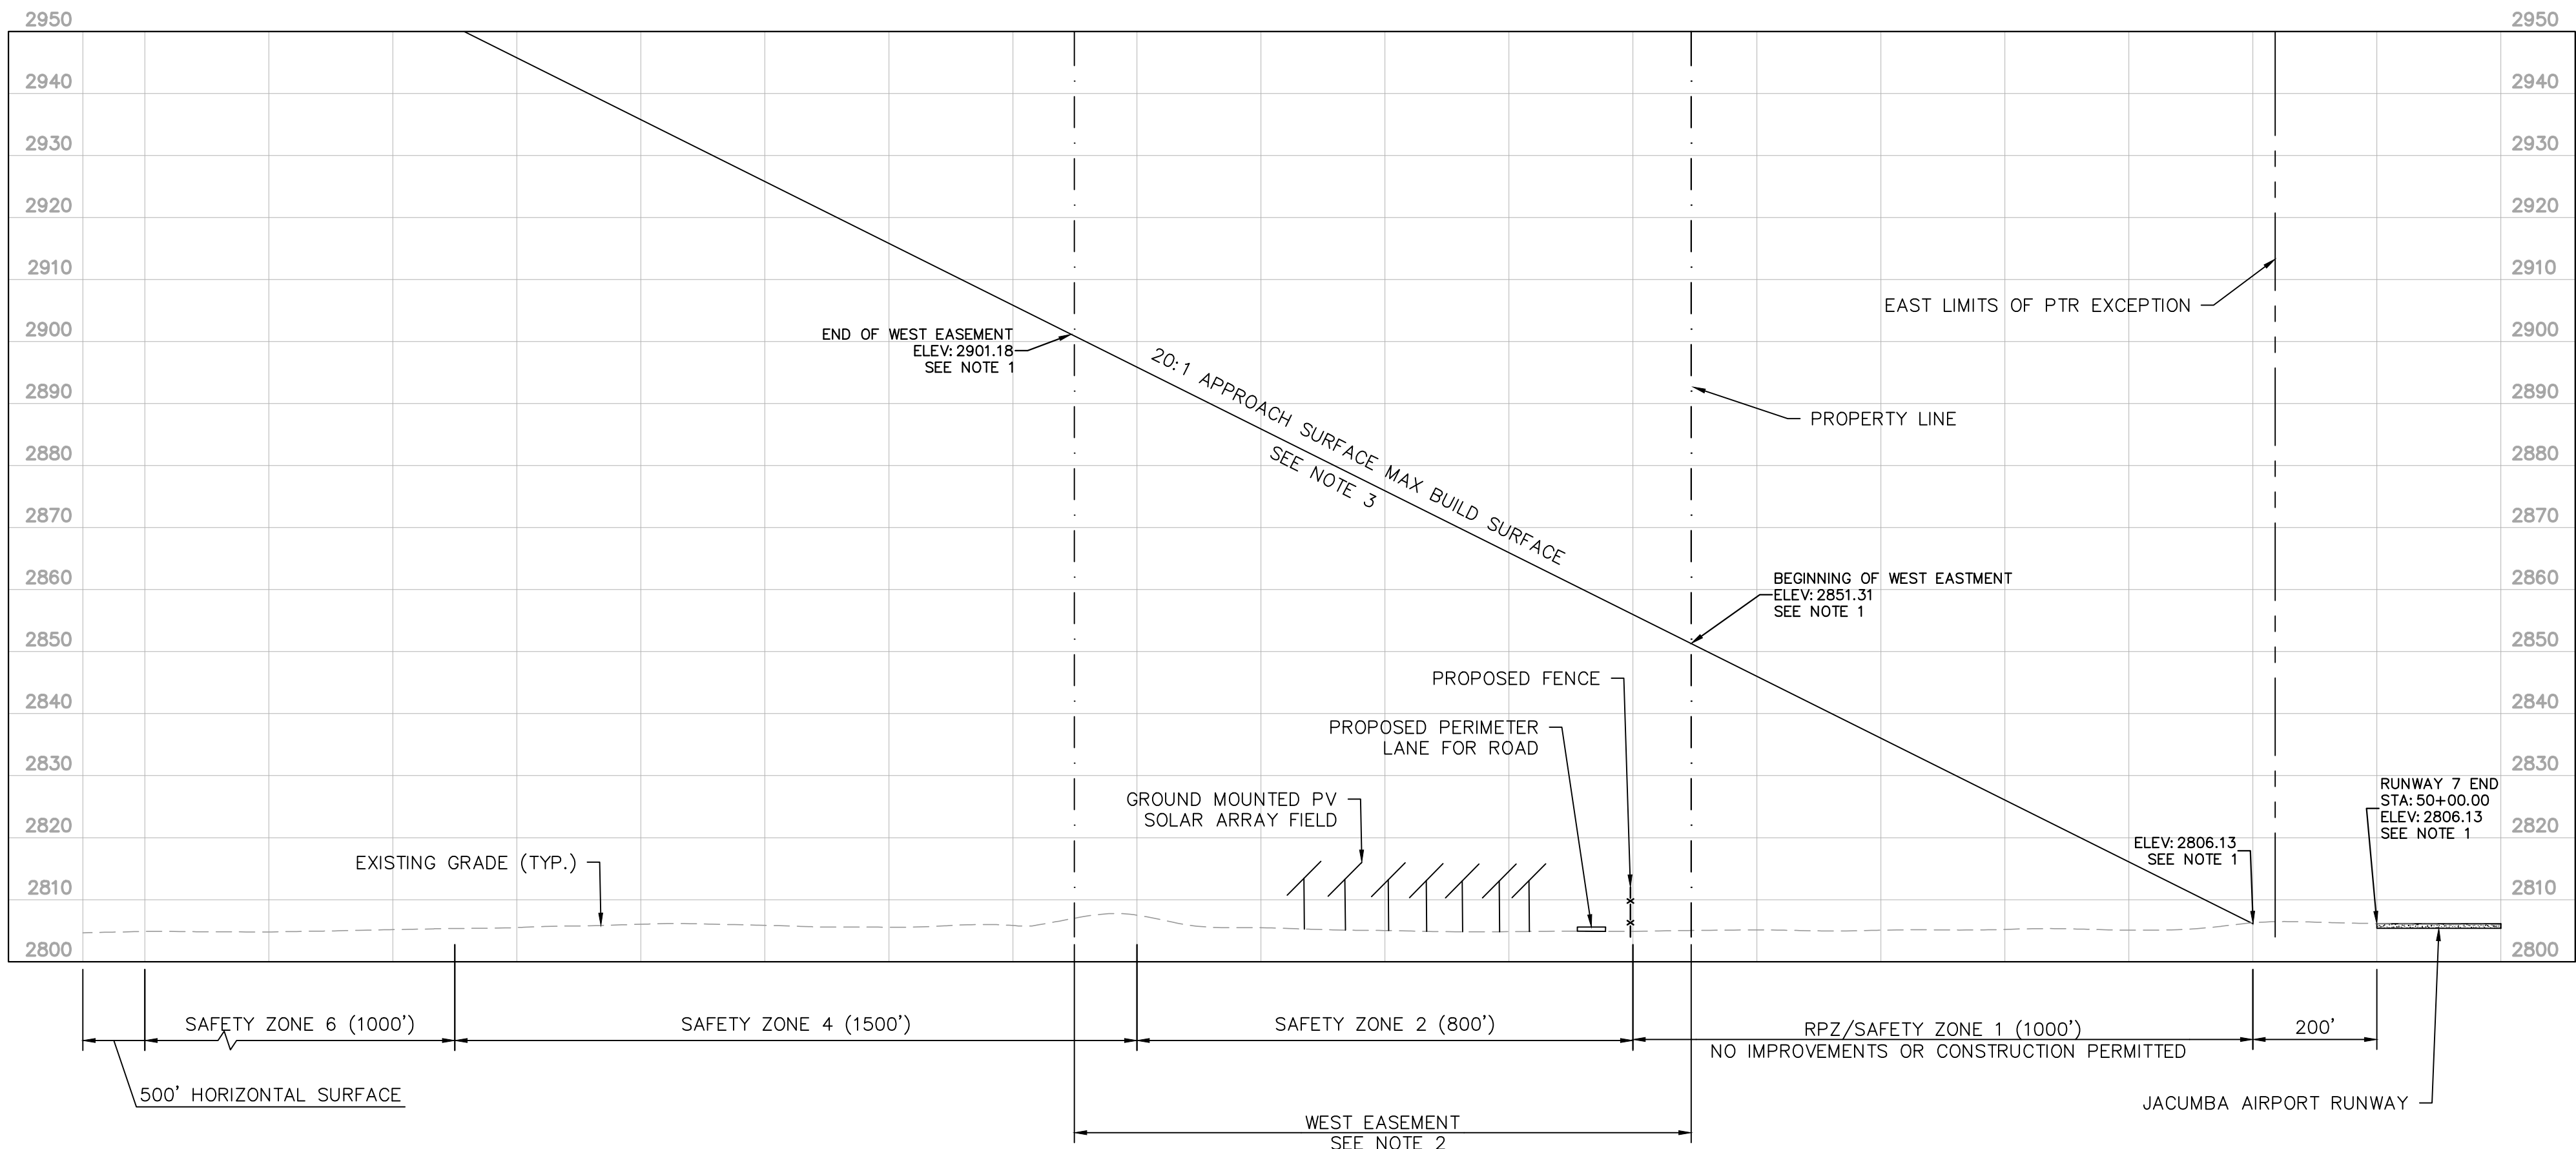 2950
2950
2940
2940
2930
2930
2920
2920
2910
2910
EAST LIMITS OF PTR EXCEPTION
2900
2900
END OF WEST EASEMENT
ELEV: 2901.18
SEE NOTE 1
20:1 APPROACH SURFACE MAX BUILD SURFACE
SEE NOTE 3
2890
2890
PROPERTY LINE
2880
2880
2870
2870
2860
2860
BEGINNING OF WEST EASTMENT
ELEV: 2851.31
SEE NOTE 1
2850
2850
2840
2840
PROPOSED FENCE
PROPOSED PERIMETER
LANE FOR ROAD
2830
2830
RUNWAY 7 END
STA: 50+00.00
ELEV: 2806.13
SEE NOTE 1
GROUND MOUNTED PV
SOLAR ARRAY FIELD
2820
2820
ELEV: 2806.13
SEE NOTE 1
EXISTING GRADE (TYP.)
2810
2810
2800
2800
SAFETY ZONE 6 (1000')
SAFETY ZONE 4 (1500')
SAFETY ZONE 2 (800')
RPZ/SAFETY ZONE 1 (1000')
NO IMPROVEMENTS OR CONSTRUCTION PERMITTED
200'
500' HORIZONTAL SURFACE
JACUMBA AIRPORT RUNWAY
WEST EASEMENT
SEE NOTE 2